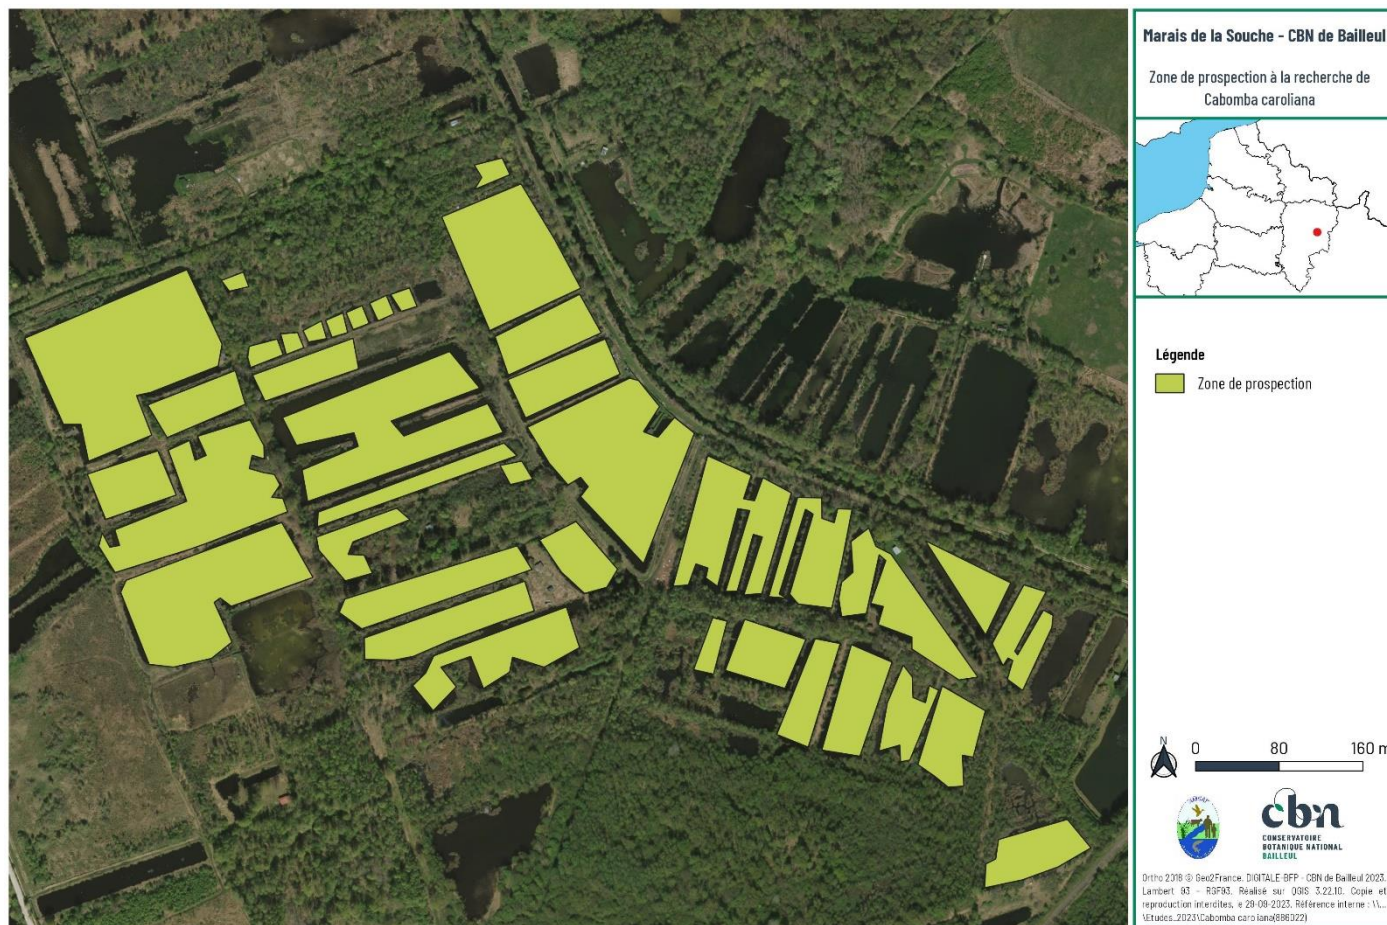 Marais de la Souche - CBN de Bailleul
Zone de prospection à la recherche de
Cabomba caroliana
Légende
Zone de prospection
N
0 80 160 m
cbn
CONSERVATOIRE
BOTANIQUE NATIONAL
BAILLEUL
Ortho 2018 @ Geo2France. DIGITALE-BFP - CBN de Bailleul 2023.
Lambert 93 - RGF93. Réalisé sur QGIS 3.22.10. Copie et
reproduction interdites, e 29-09-2023. Référence interne : \\...
\Etudes_2023\Cabomba caroliana(886922)